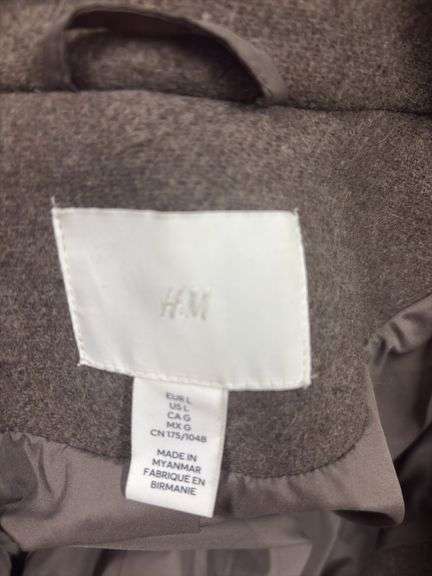 H&M
EUR L
US L
CA G
MX G
CN 175/104B
MADE IN
MYANMAR
FABRIQUE EN
BIRMANIE